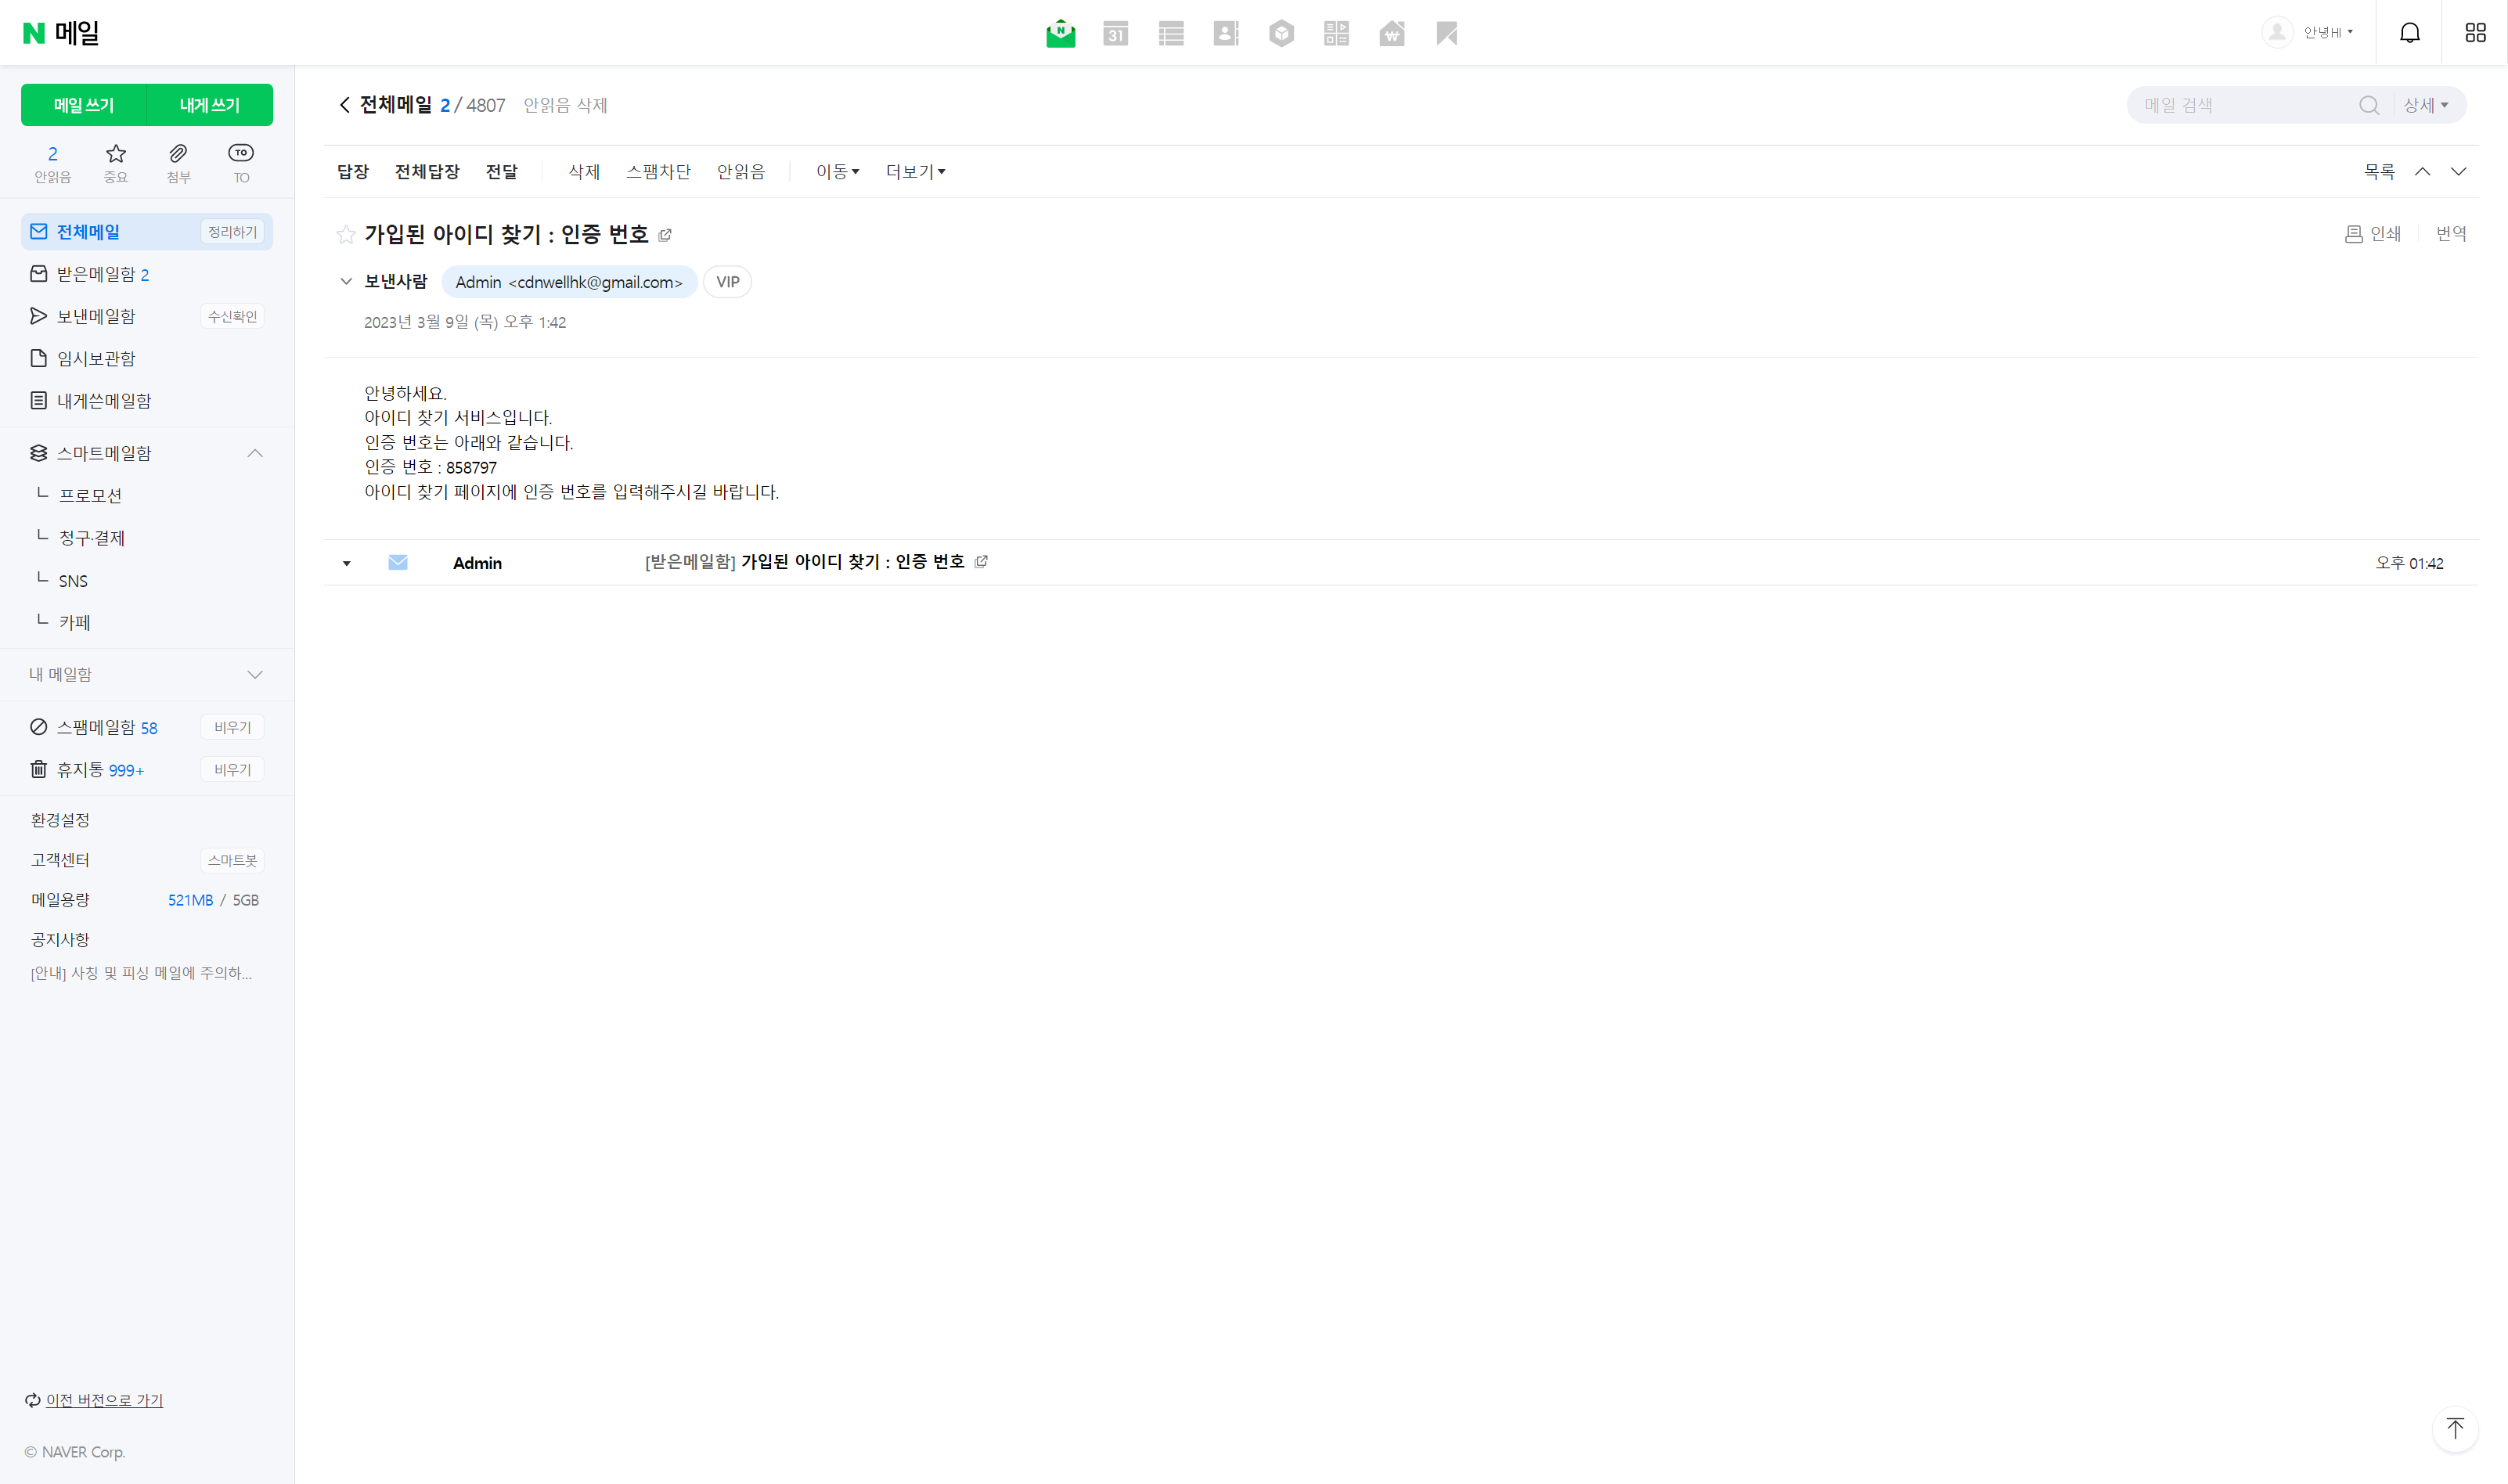 N 메일
N
31
안녕HI
메일 쓰기
내게 쓰기
2
안읽음
중요
첨부
TO
TO
전체메일
정리하기
받은메일함 2
보낸메일함
수신확인
임시보관함
내게쓴메일함
스마트메일함
프로모션
청구·결제
SNS
카페
내 메일함
스팸메일함 58
비우기
휴지통 999+
비우기
환경설정
고객센터
스마트봇
메일용량
521MB / 5GB
공지사항
[안내] 사칭 및 피싱 메일에 주의하...
이전 버전으로 가기
© NAVER Corp.
전체메일 2 / 4807 안읽음 삭제
메일 검색
상세
답장 전체답장 전달 삭제 스팸차단 안읽음 이동 더보기
목록
가입된 아이디 찾기 : 인증 번호
인쇄
번역
보낸사람 Admin <cdnwellhk@gmail.com> VIP
2023년 3월 9일 (목) 오후 1:42
안녕하세요.
아이디 찾기 서비스입니다.
인증 번호는 아래와 같습니다.
인증 번호 : 858797
아이디 찾기 페이지에 인증 번호를 입력해주시길 바랍니다.
Admin [받은메일함] 가입된 아이디 찾기 : 인증 번호 오후 01:42